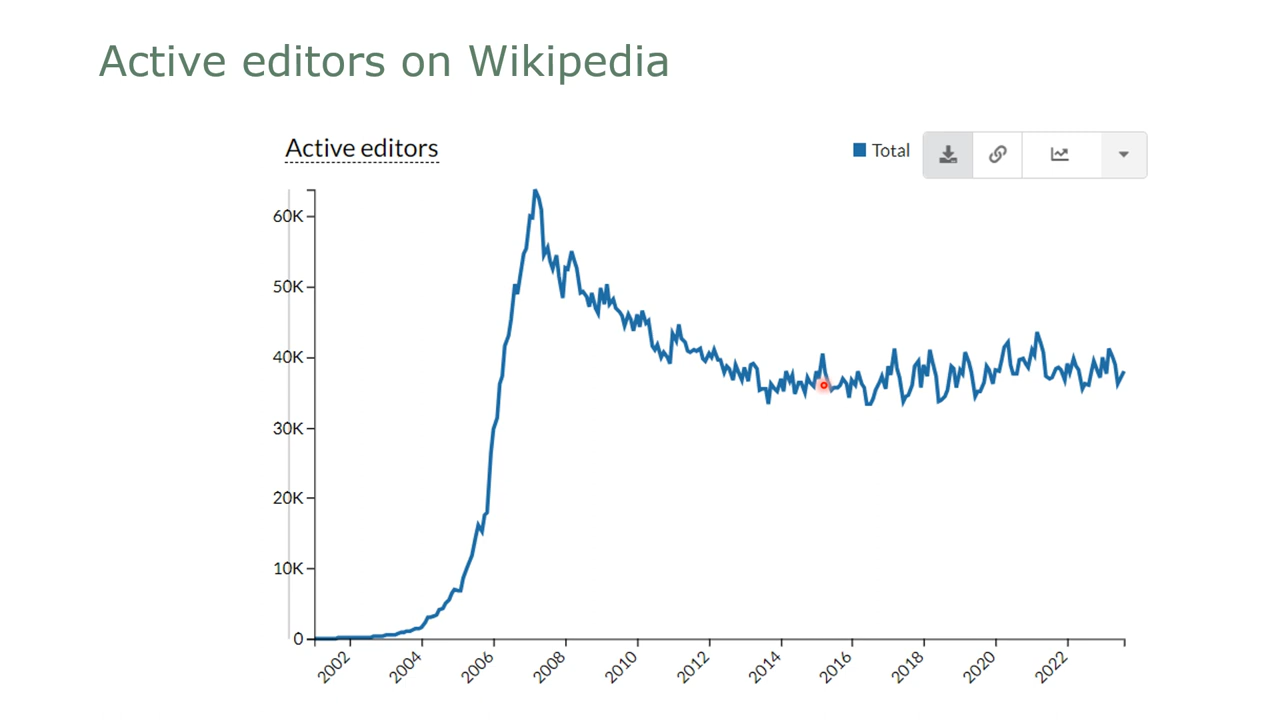 Active editors on Wikipedia
Active editors
Total
60K
50K
40K
30K
20K
10K
0
2002
2004
2006
2008
2010
2012
2014
2016
2018
2020
2022